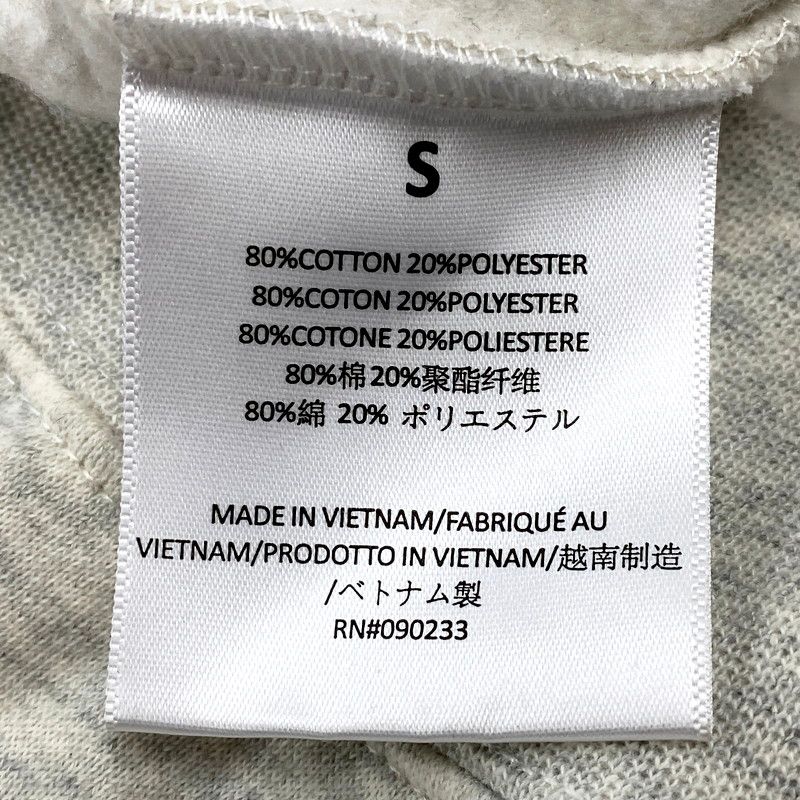 S
80%COTTON 20%POLYESTER
80%COTON 20%POLYESTER
80%COTONE 20%POLIESTERE
80%棉20%聚酯纤维
80%綿 20% ポリエステル
MADE IN VIETNAM/FABRIQUÉ AU
VIETNAM/PRODOTTO IN VIETNAM/越南制造
/ベトナム製
RN#090233